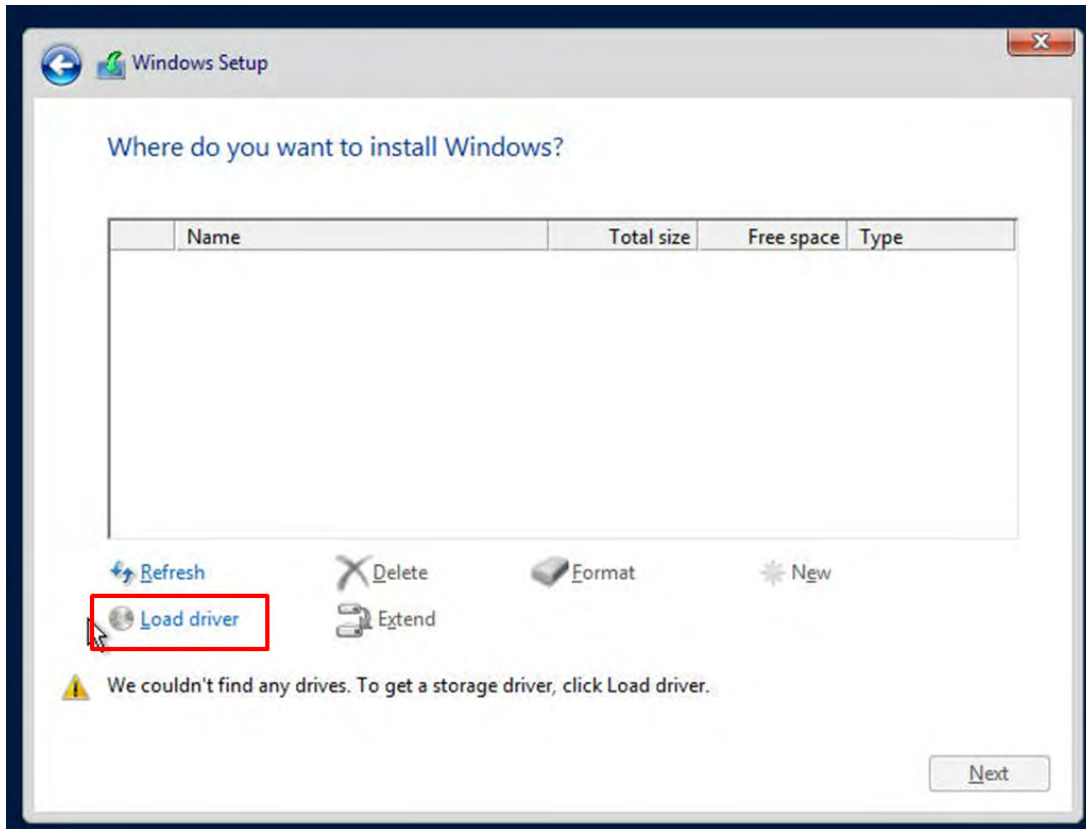 Windows Setup
Where do you want to install Windows?
Name Total size Free space Type
Refresh Delete Format New
Load driver Extend
We couldn't find any drives. To get a storage driver, click Load driver.
Next